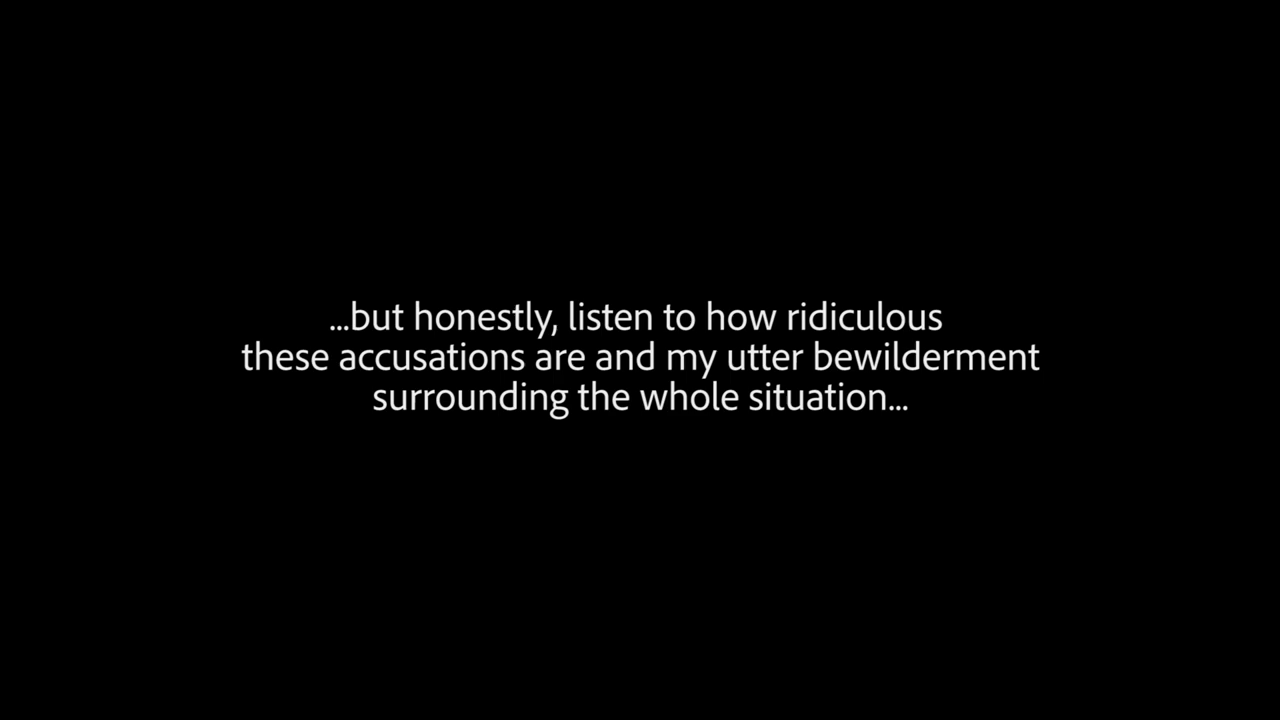 ...but honestly, listen to how ridiculous
these accusations are and my utter bewilderment
surrounding the whole situation...